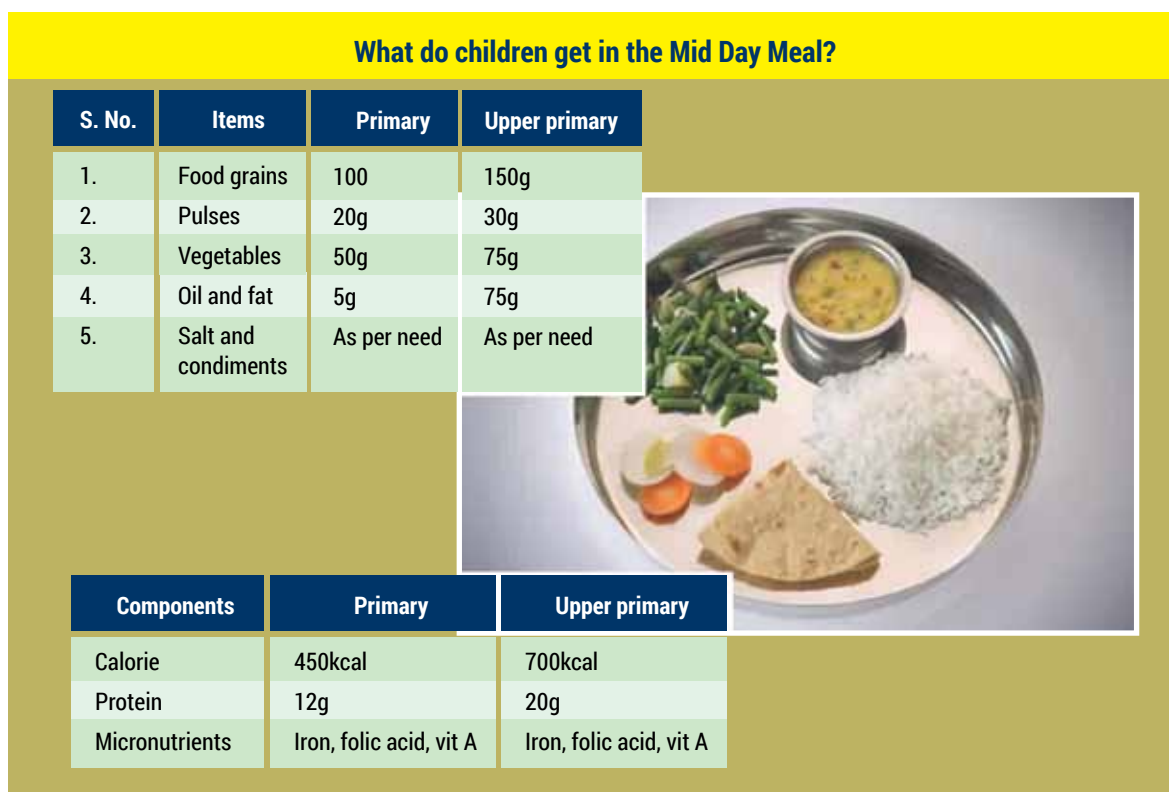 What do children get in the Mid Day Meal?
S. No. Items Primary Upper primary
1. Food grains 100 150g
2. Pulses 20g 30g
3. Vegetables 50g 75g
4. Oil and fat 5g 75g
5. Salt and As per need As per need
condiments
Components Primary Upper primary
Calorie 450kcal 700kcal
Protein 12g 20g
Micronutrients Iron, folic acid, vit A Iron, folic acid, vit A